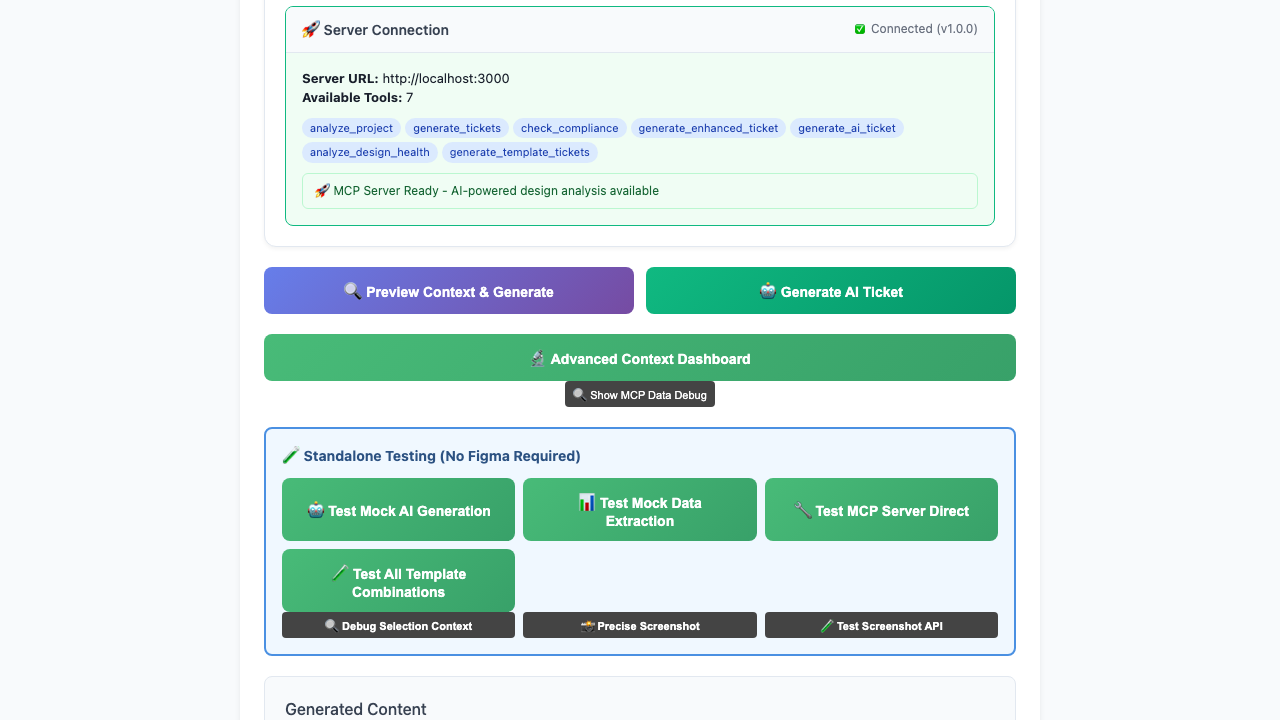 🚀 Server Connection
✅ Connected (v1.0.0)
Server URL: http://localhost:3000
Available Tools: 7
analyze_project generate_tickets check_compliance generate_enhanced_ticket generate_ai_ticket
analyze_design_health generate_template_tickets
🚀 MCP Server Ready - AI-powered design analysis available
🔍 Preview Context & Generate
🤖 Generate AI Ticket
🔬 Advanced Context Dashboard
🔍 Show MCP Data Debug
🧪 Standalone Testing (No Figma Required)
🤖 Test Mock AI Generation
📊 Test Mock Data
Extraction
🔧 Test MCP Server Direct
🧪 Test All Template
Combinations
🔍 Debug Selection Context
📸 Precise Screenshot
🧪 Test Screenshot API
Generated Content